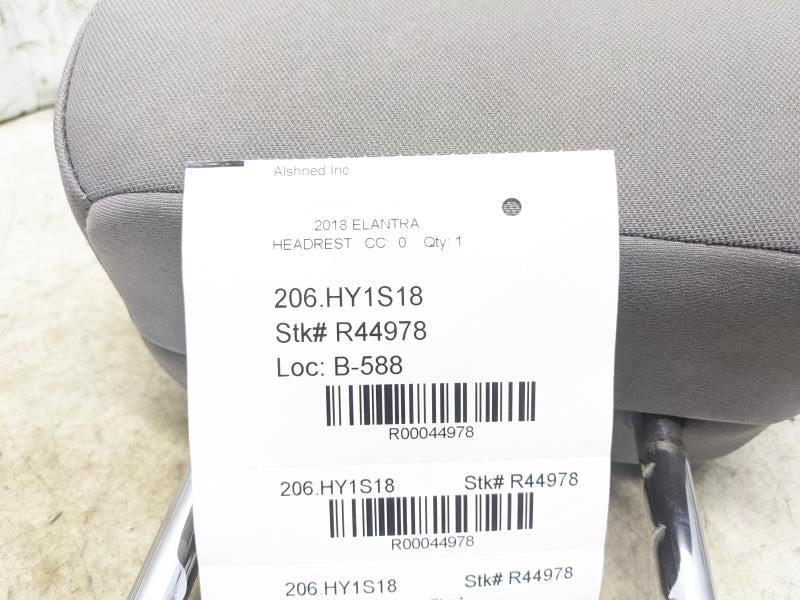 Alshned Inc
2018 ELANTRA
HEADREST CC: 0 Qty: 1
206.HY1S18
Stk# R44978
Loc: B-588
R00044978
206.HY1S18 Stk# R44978
R00044978
206.HY1S18 Stk# R44978